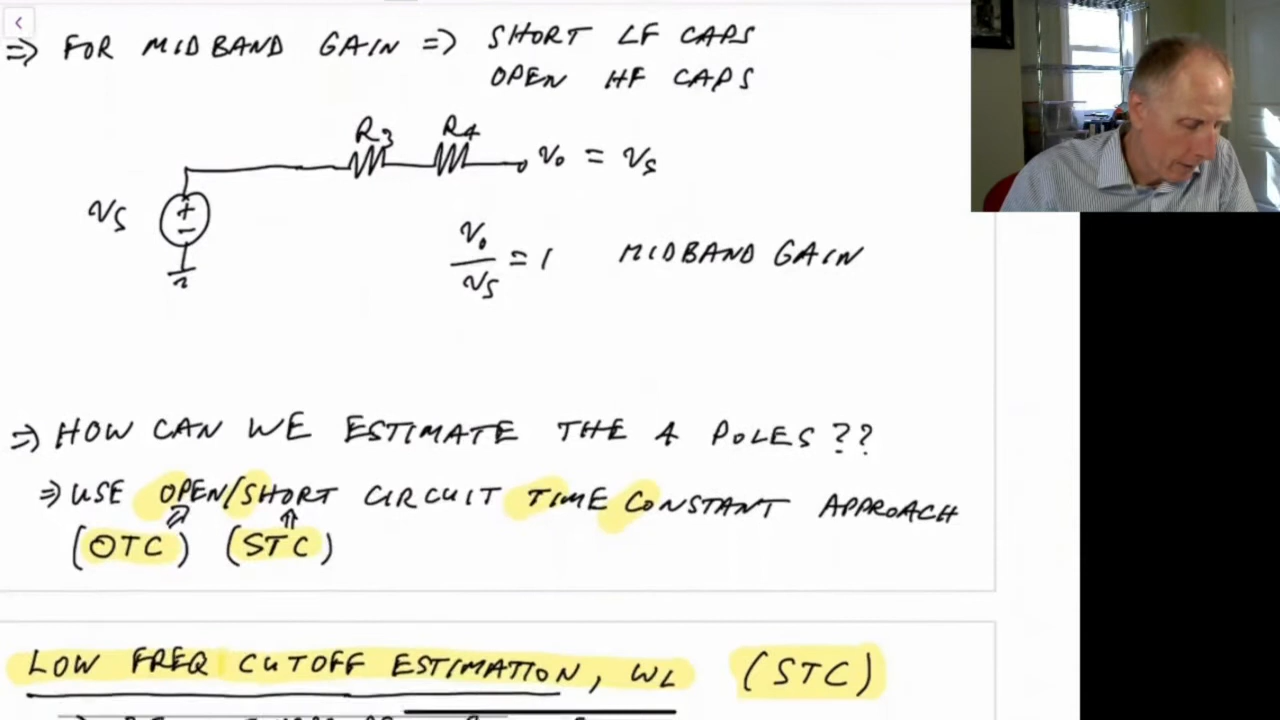 ⇒ FOR MIDBAND GAIN ⇒ SHORT LF CAPS
OPEN HF CAPS
R3 R4
vo = vs
vs
+
−
vo/vs = 1 MIDBAND GAIN
⇒ HOW CAN WE ESTIMATE THE 4 POLES??
⇒ USE OPEN/SHORT CIRCUIT TIME CONSTANT APPROACH
(OTC) (STC)
LOW FREQ CUTOFF ESTIMATION, WL (STC)